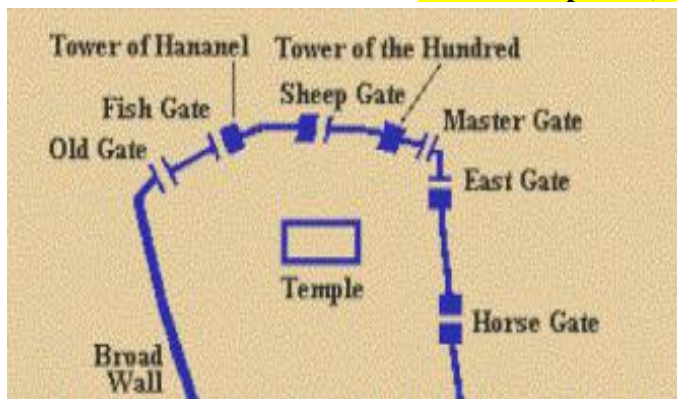 Tower of Hananel
Tower of the Hundred
Sheep Gate
Fish Gate
Master Gate
Old Gate
East Gate
Temple
Horse Gate
Broad
Wall